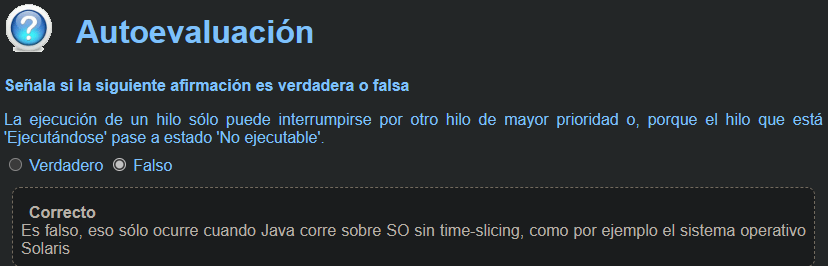 Autoevaluación
Señala si la siguiente afirmación es verdadera o falsa
La ejecución de un hilo sólo puede interrumpirse por otro hilo de mayor prioridad o, porque el hilo que está
'Ejecutándose' pase a estado 'No ejecutable'.
Verdadero Falso
Correcto
Es falso, eso sólo ocurre cuando Java corre sobre SO sin time-slicing, como por ejemplo el sistema operativo
Solaris